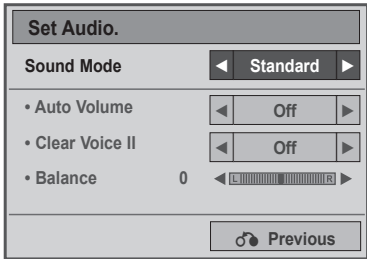 Set Audio.
Sound Mode ◀ Standard ▶
• Auto Volume ◀ Off ▶
• Clear Voice II ◀ Off ▶
• Balance 0 ◀ L R ▶
Previous